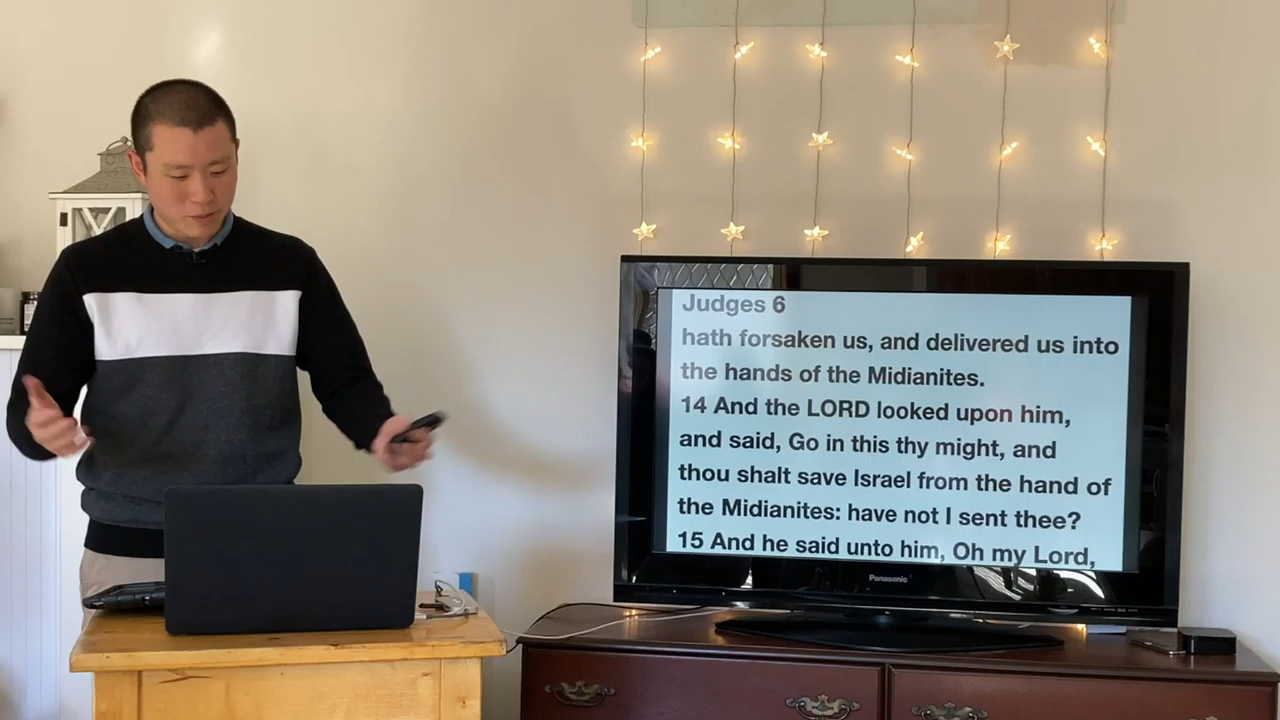 Judges 6
hath forsaken us, and delivered us into
the hands of the Midianites.
14 And the LORD looked upon him,
and said, Go in this thy might, and
thou shalt save Israel from the hand of
the Midianites: have not I sent thee?
15 And he said unto him, Oh my Lord,
Panasonic